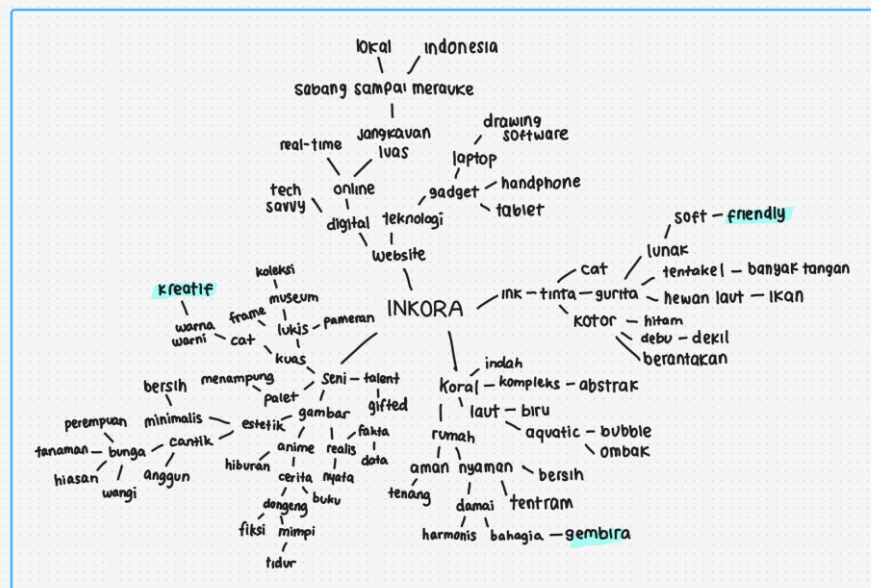 lokal
indonesia
sabang sampai merauke
jangkauan
luas
real-time
online
tech
savvy
digital
teknologi
gadget
laptop
drawing
software
handphone
tablet
website
INKORA
ink
tinta
cat
gurita
lunak
soft
friendly
tentakel
banyak tangan
hewan laut
ikan
kotor
hitam
debu
dekil
berantakan
koral
indah
kompleks
abstrak
laut
biru
aquatic
bubble
ombak
rumah
aman
tenang
nyaman
bersih
tentram
damai
harmonis
bahagia
gembira
seni
talent
gifted
kuas
lukis
museum
koleksi
frame
pameran
cat
warna
warni
kreatif
palet
menampung
gambar
estetik
minimalis
bersih
cantik
anggun
bunga
perempuan
tanaman
hiasan
wangi
anime
hiburan
cerita
buku
dongeng
fiksi
mimpi
tidur
realis
nyata
fakta
data